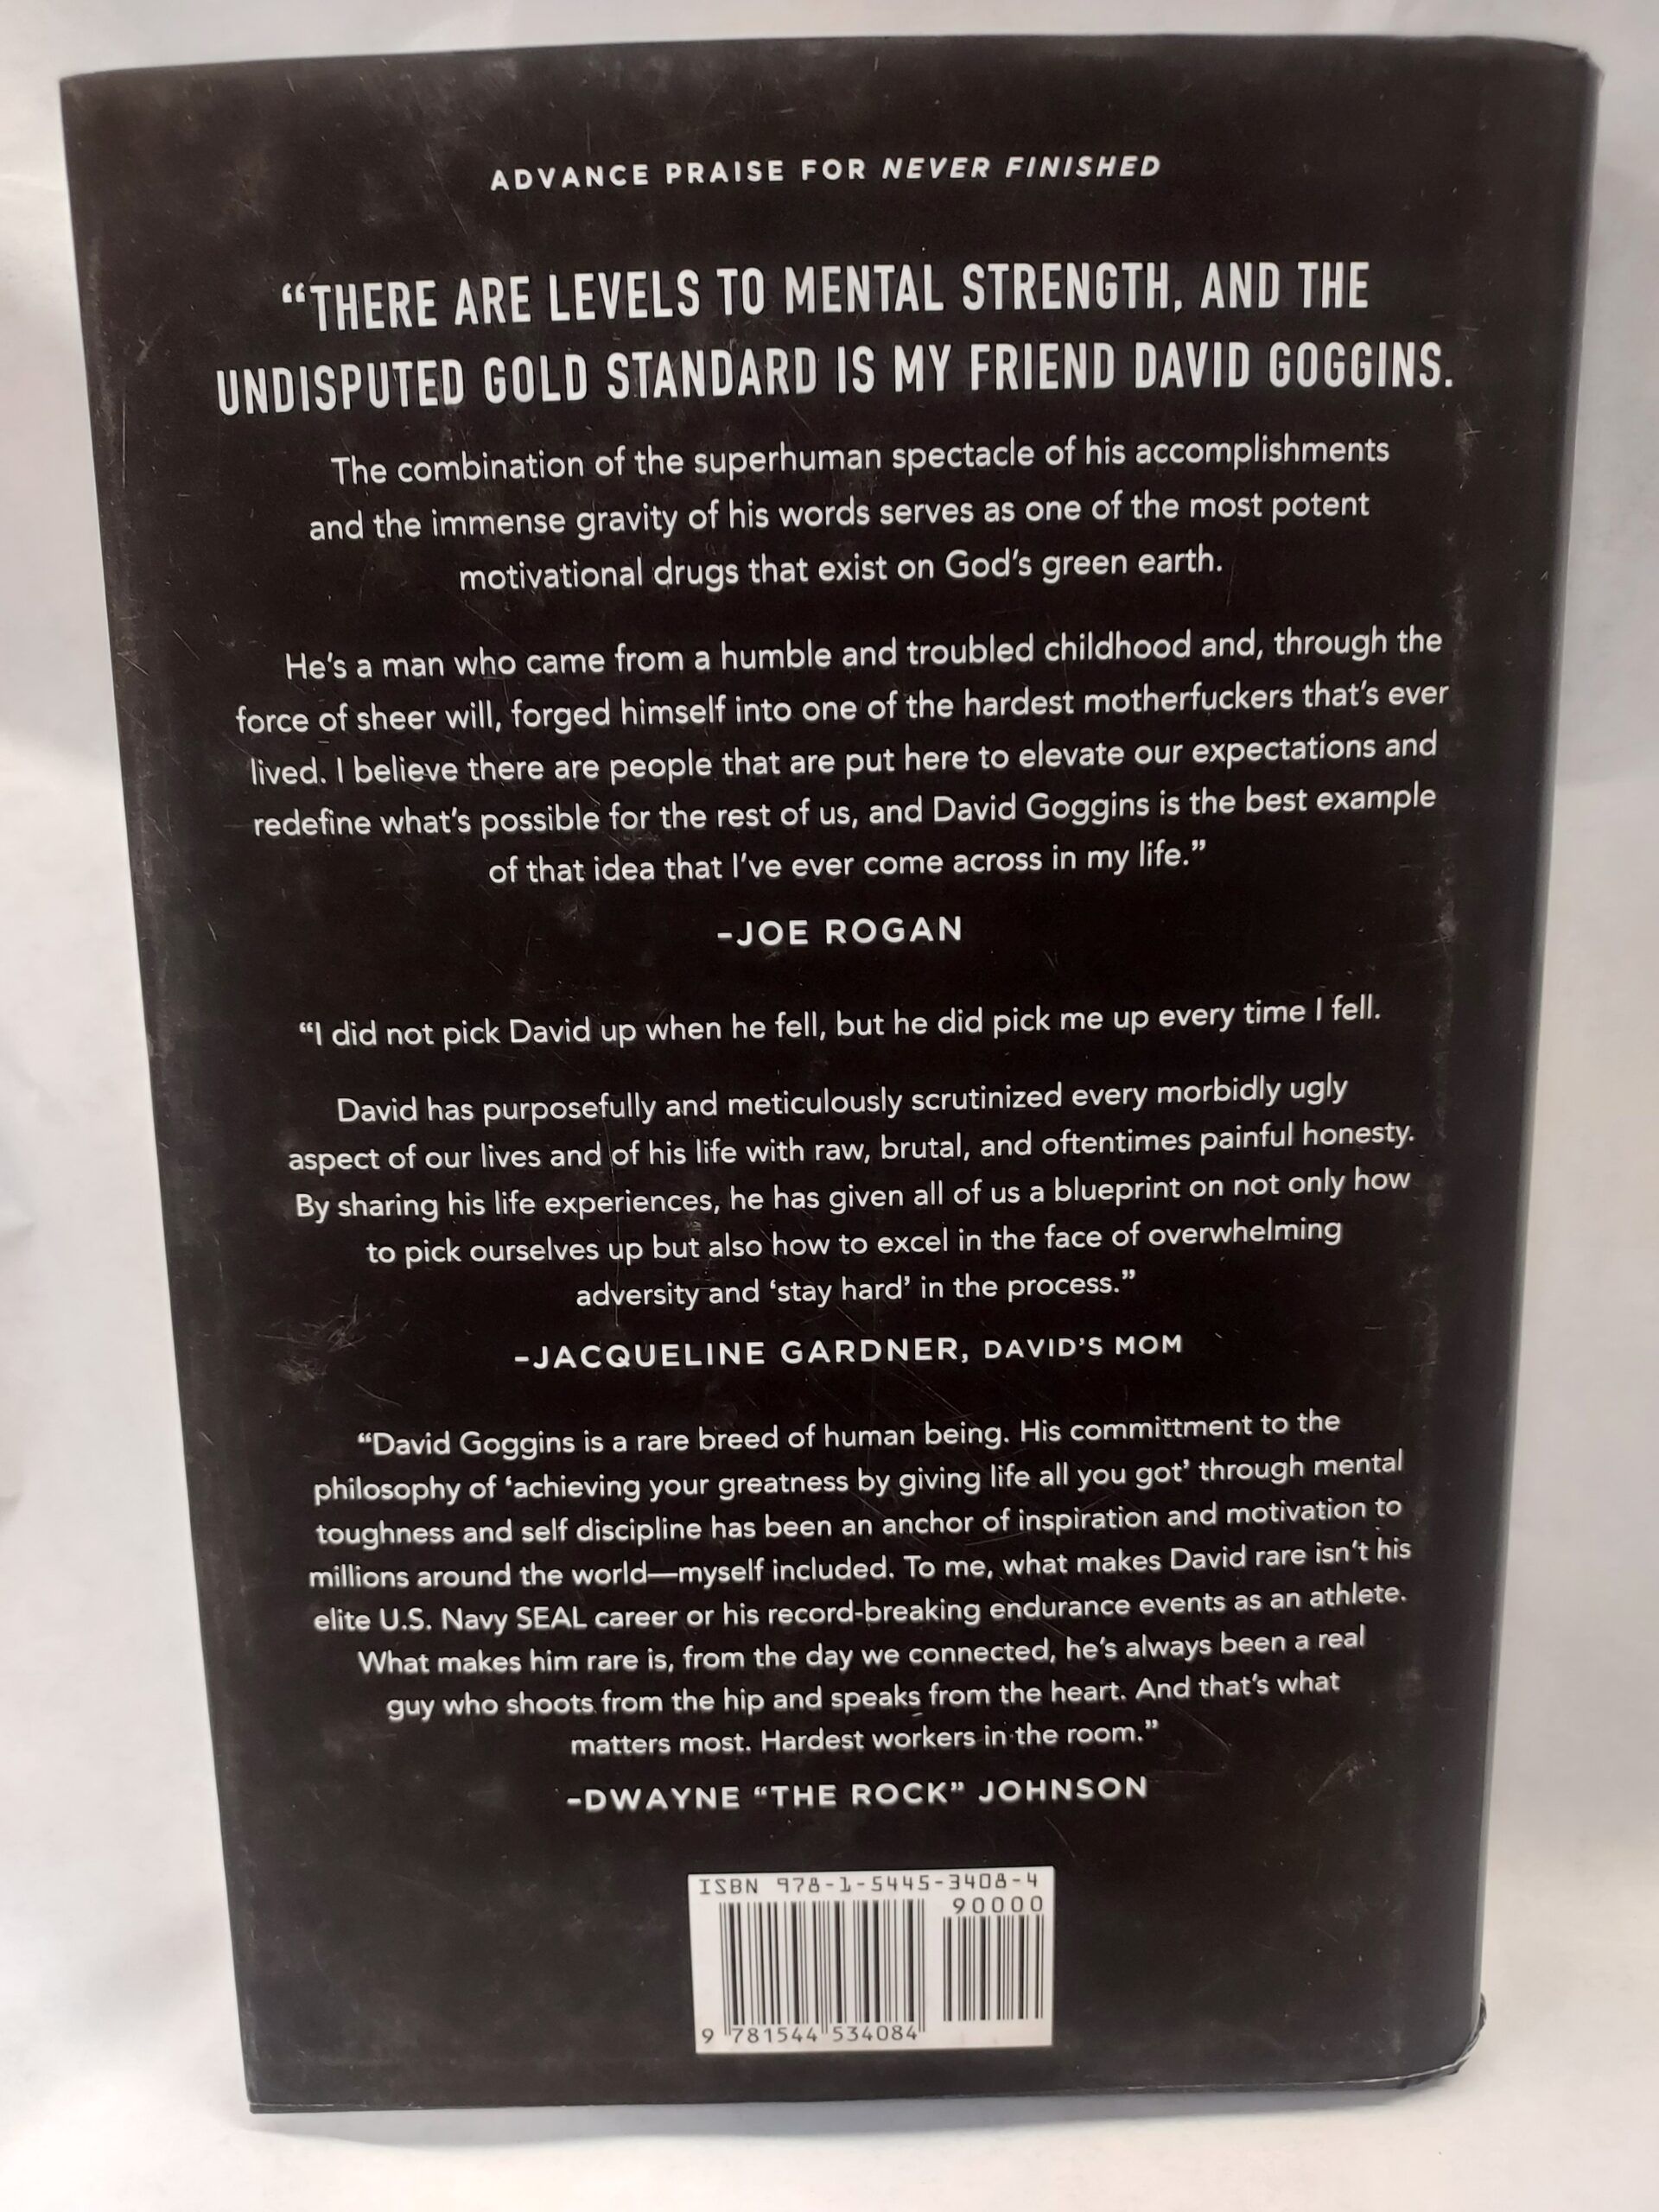 ADVANCE PRAISE FOR NEVER FINISHED
“THERE ARE LEVELS TO MENTAL STRENGTH, AND THE
UNDISPUTED GOLD STANDARD IS MY FRIEND DAVID GOGGINS.
The combination of the superhuman spectacle of his accomplishments
and the immense gravity of his words serves as one of the most potent
motivational drugs that exist on God’s green earth.
He’s a man who came from a humble and troubled childhood and, through the
force of sheer will, forged himself into one of the hardest motherfuckers that’s ever
lived. I believe there are people that are put here to elevate our expectations and
redefine what’s possible for the rest of us, and David Goggins is the best example
of that idea that I’ve ever come across in my life.”
–JOE ROGAN
“I did not pick David up when he fell, but he did pick me up every time I fell.
David has purposefully and meticulously scrutinized every morbidly ugly
aspect of our lives and of his life with raw, brutal, and oftentimes painful honesty.
By sharing his life experiences, he has given all of us a blueprint on not only how
to pick ourselves up but also how to excel in the face of overwhelming
adversity and ‘stay hard’ in the process.”
–JACQUELINE GARDNER, DAVID’S MOM
“David Goggins is a rare breed of human being. His committment to the
philosophy of ‘achieving your greatness by giving life all you got’ through mental
toughness and self discipline has been an anchor of inspiration and motivation to
millions around the world—myself included. To me, what makes David rare isn’t his
elite U.S. Navy SEAL career or his record-breaking endurance events as an athlete.
What makes him rare is, from the day we connected, he’s always been a real
guy who shoots from the hip and speaks from the heart. And that’s what
matters most. Hardest workers in the room.”
–DWAYNE “THE ROCK” JOHNSON
ISBN 978-1-5445-3408-4
90000
9 781544 534084